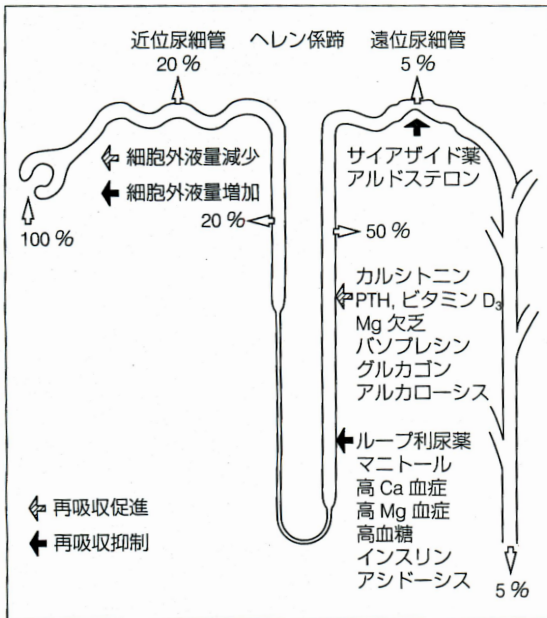 近位尿細管 ヘレン係蹄 遠位尿細管
20 % 5 %
細胞外液量減少
細胞外液量増加
サイアザイド薬
アルドステロン
100 %
20 %
50 %
カルシトニン
PTH, ビタミン D₃
Mg 欠乏
バソプレシン
グルカゴン
アルカローシス
ループ利尿薬
マニトール
高 Ca 血症
高 Mg 血症
高血糖
インスリン
アシドーシス
再吸収促進
再吸収抑制
5 %